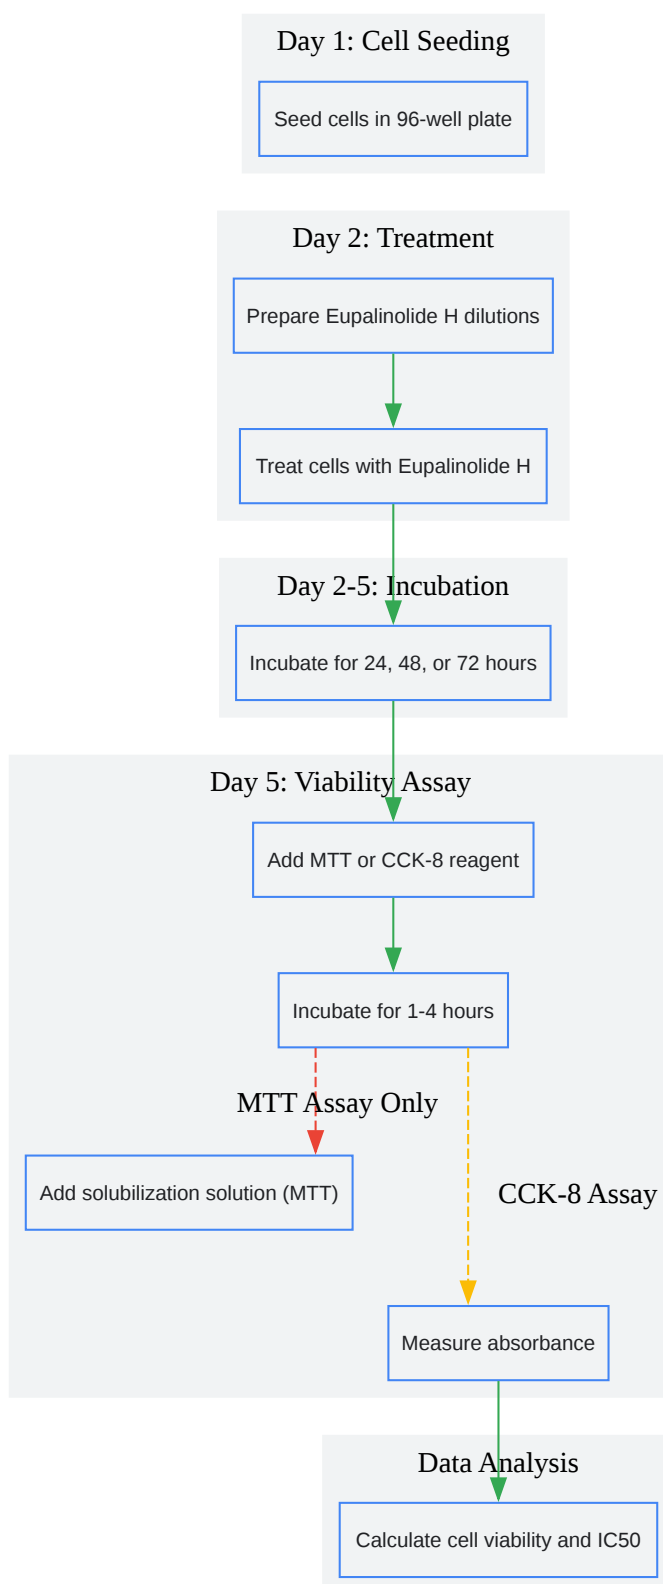 Day 1: Cell Seeding
Seed cells in 96-well plate
Day 2: Treatment
Prepare Eupalinolide H dilutions
Treat cells with Eupalinolide H
Day 2-5: Incubation
Incubate for 24, 48, or 72 hours
Day 5: Viability Assay
Add MTT or CCK-8 reagent
Incubate for 1-4 hours
MTT Assay Only
Add solubilization solution (MTT)
CCK-8 Assay
Measure absorbance
Data Analysis
Calculate cell viability and IC50